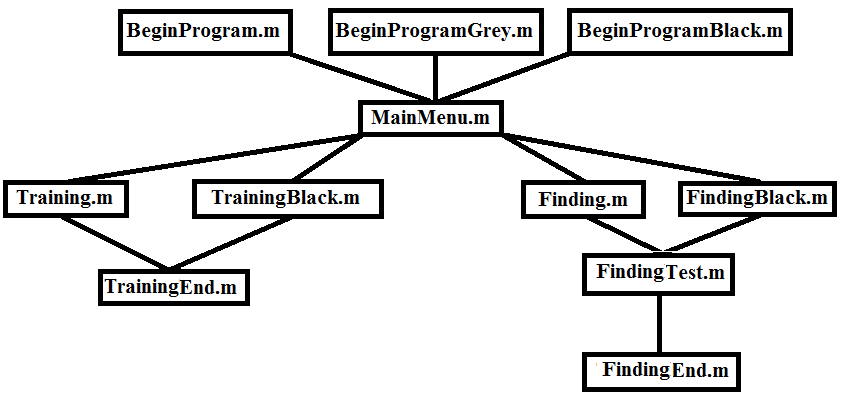 BeginProgram.m
BeginProgramGrey.m
BeginProgramBlack.m
MainMenu.m
Training.m
TrainingBlack.m
Finding.m
FindingBlack.m
TrainingEnd.m
FindingTest.m
FindingEnd.m